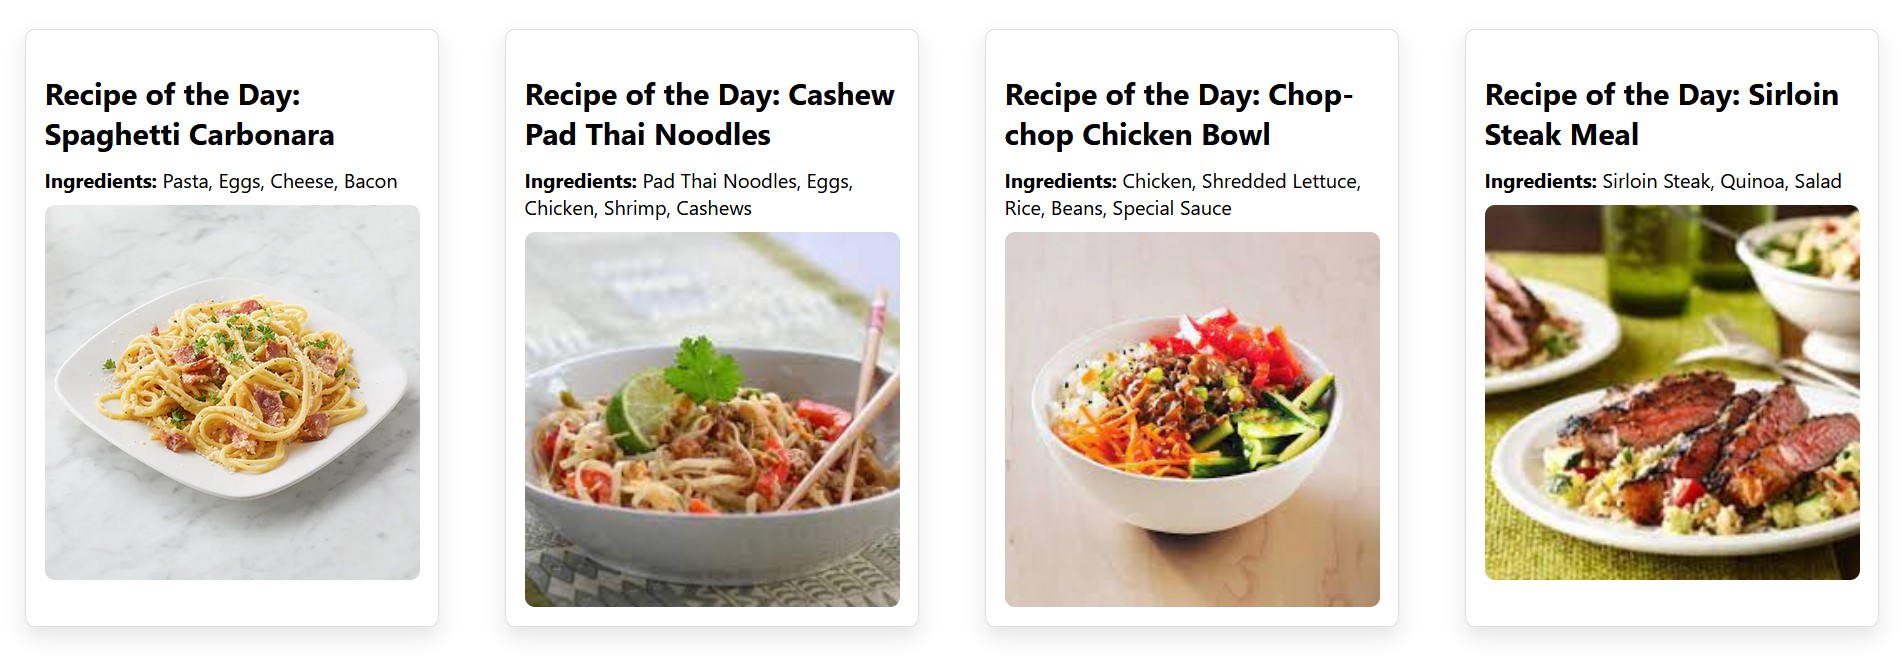 Recipe of the Day:
Spaghetti Carbonara
Ingredients: Pasta, Eggs, Cheese, Bacon
Recipe of the Day: Cashew
Pad Thai Noodles
Ingredients: Pad Thai Noodles, Eggs,
Chicken, Shrimp, Cashews
Recipe of the Day: Chop-
chop Chicken Bowl
Ingredients: Chicken, Shredded Lettuce,
Rice, Beans, Special Sauce
Recipe of the Day: Sirloin
Steak Meal
Ingredients: Sirloin Steak, Quinoa, Salad